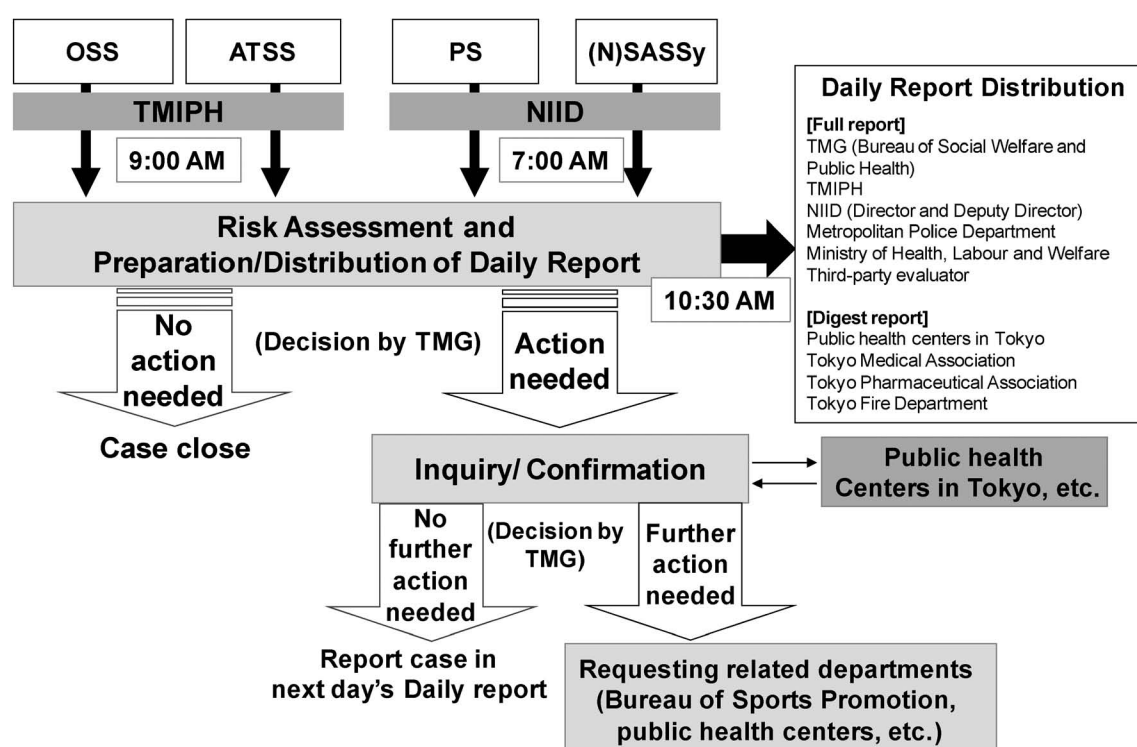 OSS
ATSS
PS
(N)SASSy
TMIPH
NIID
9:00 AM
7:00 AM
Risk Assessment and
Preparation/Distribution of Daily Report
10:30 AM
Daily Report Distribution
[Full report]
TMG (Bureau of Social Welfare and
Public Health)
TMIPH
NIID (Director and Deputy Director)
Metropolitan Police Department
Ministry of Health, Labour and Welfare
Third-party evaluator
[Digest report]
Public health centers in Tokyo
Tokyo Medical Association
Tokyo Pharmaceutical Association
Tokyo Fire Department
No
action
needed
(Decision by TMG)
Action
needed
Case close
Inquiry/ Confirmation
Public health
Centers in Tokyo, etc.
No
further
action
needed
(Decision by
TMG)
Further
action
needed
Report case in
next day's Daily report
Requesting related departments
(Bureau of Sports Promotion,
public health centers, etc.)